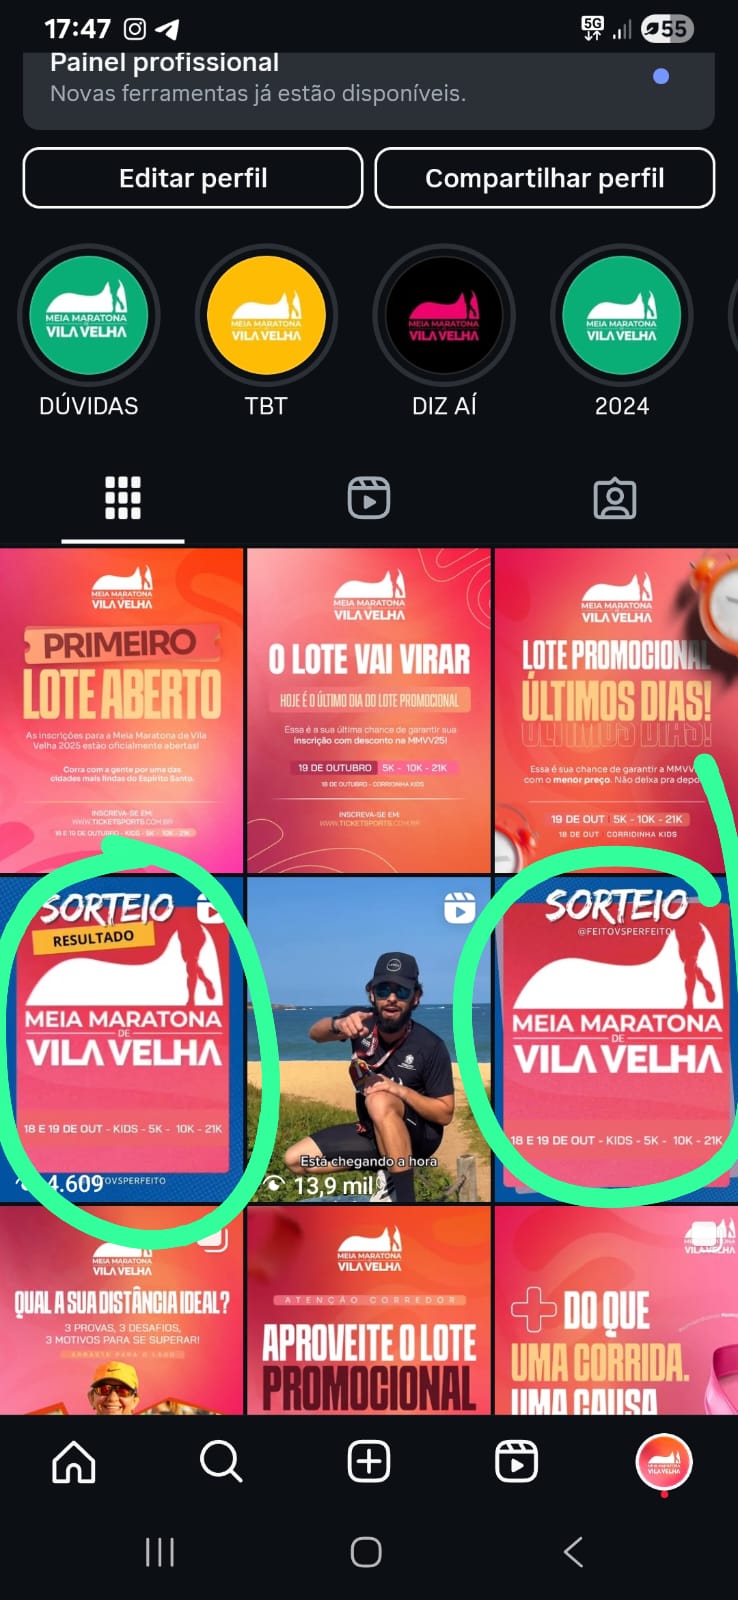 17:47
5G
55
Painel profissional
Novas ferramentas já estão disponíveis.
Editar perfil
Compartilhar perfil
MEIA MARATONA
VILA VELHA
MEIA MARATONA
VILA VELHA
MEIA MARATONA
VILA VELHA
MEIA MARATONA
VILA VELHA
DÚVIDAS
TBT
DIZ AÍ
2024
MEIA MARATONA
VILA VELHA
PRIMEIRO
LOTE ABERTO
As inscrições para a Meia Maratona de Vila
Velha 2025 estão oficialmente abertas!
Corra com a gente por uma das
cidades mais lindas do Espírito Santo.
INSCREVA-SE EM:
WWW.TICKETSPORTS.COM.BR
18 E 19 DE OUTUBRO - KIDS - 5K - 10K - 21K
MEIA MARATONA
VILA VELHA
O LOTE VAI VIRAR
HOJE É O ÚLTIMO DIA DO LOTE PROMOCIONAL
Essa é a sua última chance de garantir sua
inscrição com desconto na MMVV25!
19 DE OUTUBRO 5K - 10K - 21K
18 DE OUTUBRO - CORRIDINHA KIDS
INSCREVA-SE EM:
WWW.TICKETSPORTS.COM.BR
MEIA MARATONA
VILA VELHA
LOTE PROMOCIONAL
ÚLTIMOS DIAS!
ÚLTIMOS DIAS!
Essa é sua chance de garantir a MMVV
com o menor preço. Não deixa pra depo
19 DE OUT 5K - 10K - 21K
18 DE OUT CORRIDINHA KIDS
SORTEIO
RESULTADO
MEIA MARATONA
DE
VILA VELHA
18 E 19 DE OUT - KIDS - 5K - 10K - 21K
4.609
OVSPERFEITO
Está chegando a hora
13,9 mil
SORTEIO
@FEITOVSPERFEITO
MEIA MARATONA
DE
VILA VELHA
18 E 19 DE OUT - KIDS - 5K - 10K - 21K
MEIA MARATONA
VILA VELHA
QUAL A SUA DISTÂNCIA IDEAL?
3 PROVAS, 3 DESAFIOS,
3 MOTIVOS PARA SE SUPERAR!
ARRASTE PARA O LADO
MEIA MARATONA
VILA VELHA
ATENÇÃO CORREDOR
APROVEITE O LOTE
PROMOCIONAL
MEIA MARATONA
VILA VELHA
+ DO QUE
UMA CORRIDA.
UMA CAUSA
MEIA MARATONA
VILA VELHA